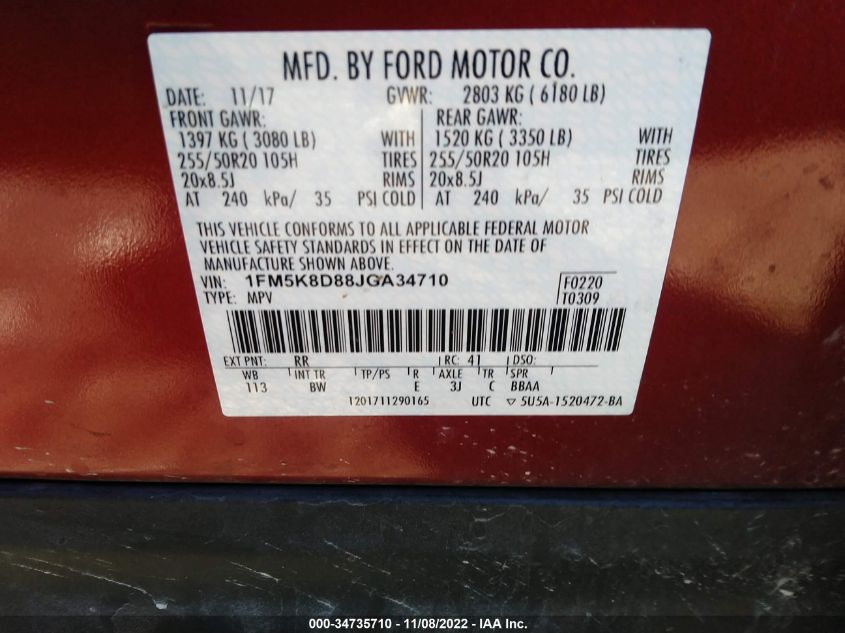 MFD. BY FORD MOTOR CO.
DATE: 11/17 GVWR: 2803 KG ( 6180 LB)
FRONT GAWR: REAR GAWR:
1397 KG ( 3080 LB) WITH 1520 KG ( 3350 LB) WITH
255/50R20 105H TIRES 255/50R20 105H TIRES
20x8.5J RIMS 20x8.5J RIMS
AT 240 kPa/ 35 PSI COLD AT 240 kPa/ 35 PSI COLD
THIS VEHICLE CONFORMS TO ALL APPLICABLE FEDERAL MOTOR
VEHICLE SAFETY STANDARDS IN EFFECT ON THE DATE OF
MANUFACTURE SHOWN ABOVE.
VIN: 1FM5K8D88JGA34710 F0220
TYPE: MPV T0309
EXT PNT: RR RC: 41 DSO:
WB INT TR TP/PS R AXLE TR SPR
113 BW E 3J C BBAA
1201711290165 UTC ▽ 5U5A-1520472-BA
000-34735710 - 11/08/2022 - IAA Inc.